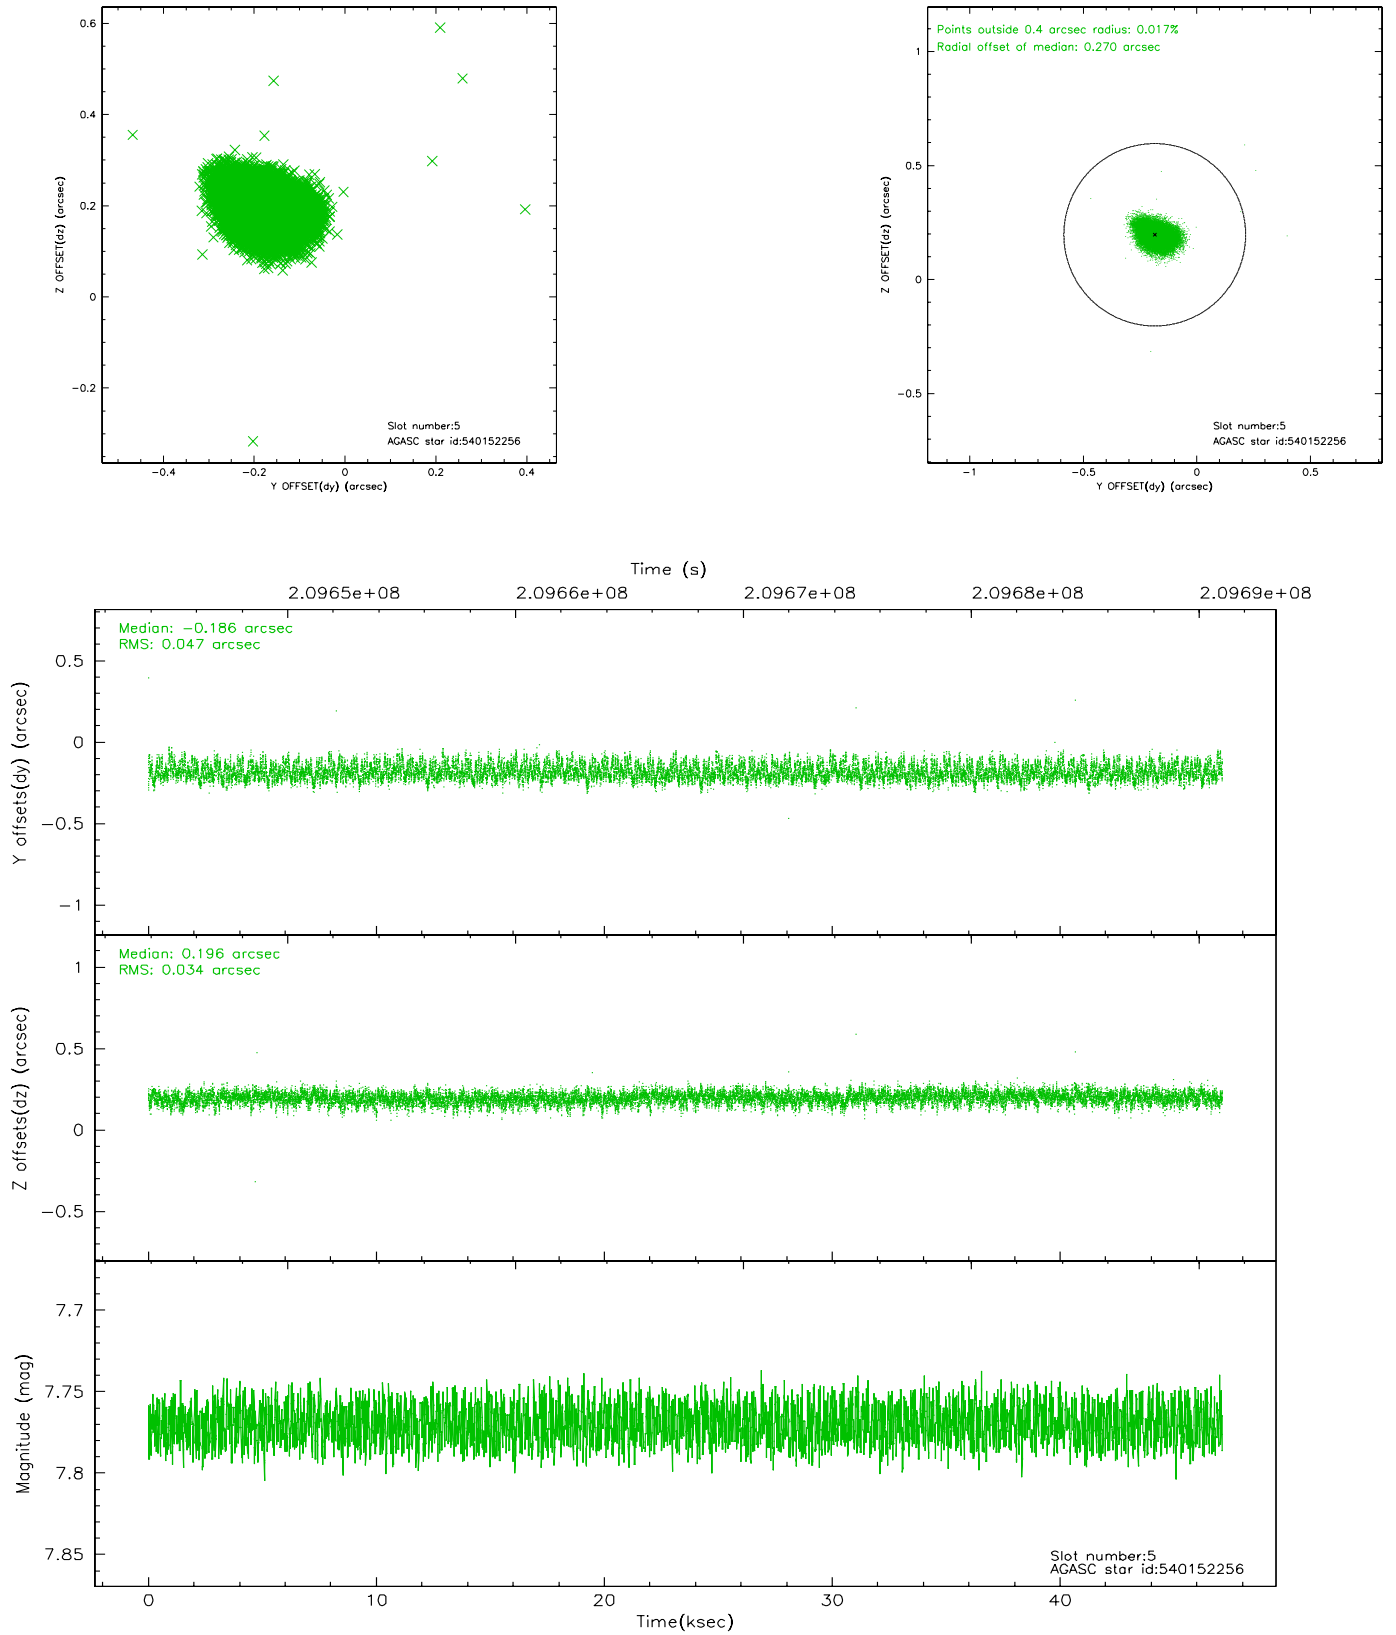 0.6
0.4
0.2
0
−0.2
Z OFFSET(dz) (arcsec)
Slot number:5
AGASC star id:540152256
−0.4
−0.2
0
0.2
0.4
Y OFFSET(dy) (arcsec)
Points outside 0.4 arcsec radius: 0.017%
Radial offset of median: 0.270 arcsec
1
0.5
0
−0.5
Z OFFSET(dz) (arcsec)
Slot number:5
AGASC star id:540152256
−1
−0.5
0
0.5
Y OFFSET(dy) (arcsec)
Time (s)
2.0965e+08
2.0966e+08
2.0967e+08
2.0968e+08
2.0969e+08
Median: −0.186 arcsec
RMS: 0.047 arcsec
0.5
0
−0.5
−1
Y offsets(dy) (arcsec)
Median: 0.196 arcsec
RMS: 0.034 arcsec
1
0.5
0
−0.5
Z offsets(dz) (arcsec)
7.7
7.75
7.8
7.85
Magnitude (mag)
Slot number:5
AGASC star id:540152256
0
10
20
30
40
Time(ksec)